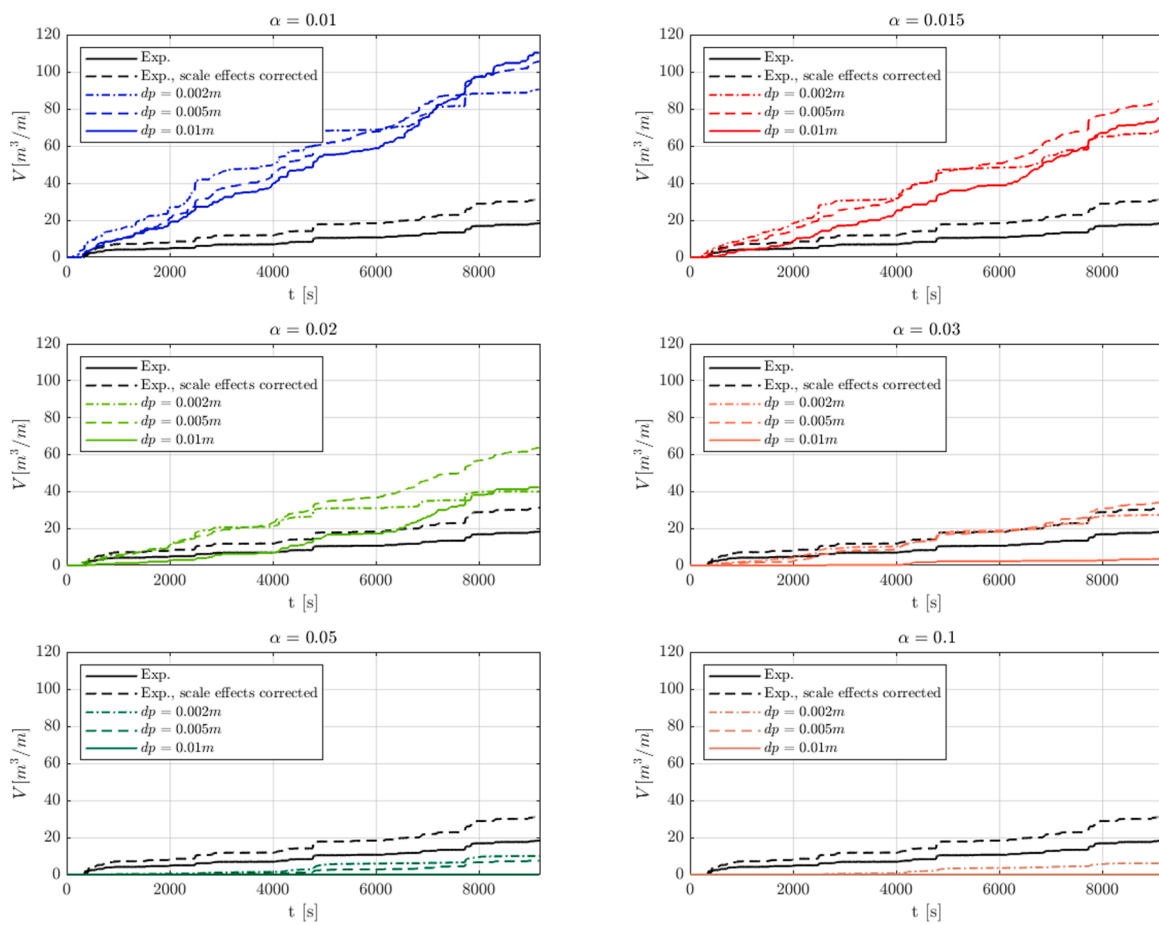 α = 0.01
120
100
80
60
40
20
0
V[m³/m]
Exp.
Exp., scale effects corrected
dp = 0.002m
dp = 0.005m
dp = 0.01m
0 2000 4000 6000 8000
t [s]
α = 0.015
120
100
80
60
40
20
0
V[m³/m]
Exp.
Exp., scale effects corrected
dp = 0.002m
dp = 0.005m
dp = 0.01m
0 2000 4000 6000 8000
t [s]
α = 0.02
120
100
80
60
40
20
0
V[m³/m]
Exp.
Exp., scale effects corrected
dp = 0.002m
dp = 0.005m
dp = 0.01m
0 2000 4000 6000 8000
t [s]
α = 0.03
120
100
80
60
40
20
0
V[m³/m]
Exp.
Exp., scale effects corrected
dp = 0.002m
dp = 0.005m
dp = 0.01m
0 2000 4000 6000 8000
t [s]
α = 0.05
120
100
80
60
40
20
0
V[m³/m]
Exp.
Exp., scale effects corrected
dp = 0.002m
dp = 0.005m
dp = 0.01m
0 2000 4000 6000 8000
t [s]
α = 0.1
120
100
80
60
40
20
0
V[m³/m]
Exp.
Exp., scale effects corrected
dp = 0.002m
dp = 0.005m
dp = 0.01m
0 2000 4000 6000 8000
t [s]